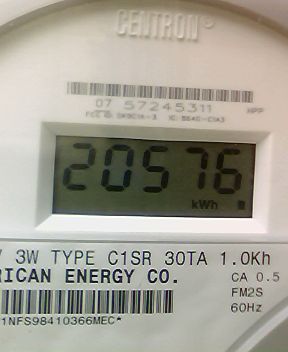 CENTRON
07 57245311 HPP
20576
kWh
3W TYPE C1SR 30TA 1.0Kh
RICAN ENERGY CO.
CA 0.5
FM2S
60Hz
1NFS98410366MEC*